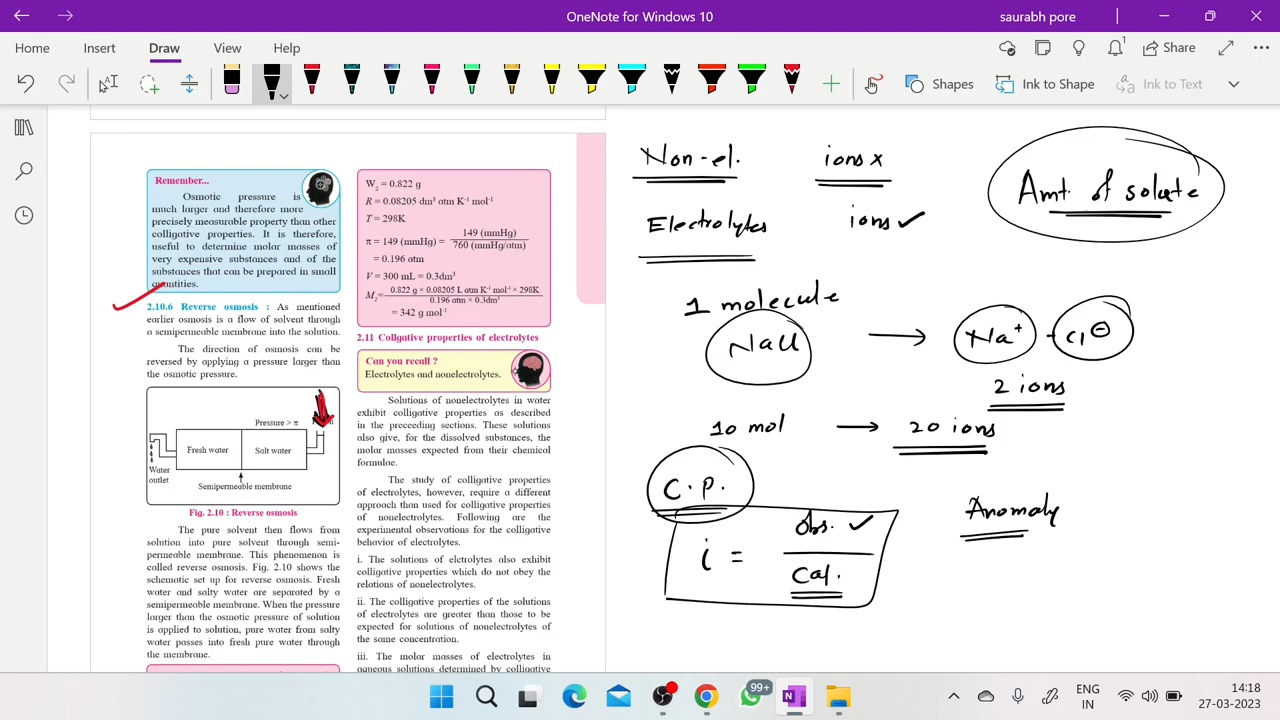 OneNote for Windows 10
saurabh pore
Home Insert Draw View Help
Share
Shapes
Ink to Shape
Ink to Text
Remember...
Osmotic pressure is
much larger and therefore more
precisely measurable property than other
colligative properties. It is therefore,
useful to determine molar masses of
very expensive substances and of the
substances that can be prepared in small
quantities.
2.10.6 Reverse osmosis : As mentioned
earlier osmosis is a flow of solvent through
a semipermeable membrane into the solution.
The direction of osmosis can be
reversed by applying a pressure larger than
the osmotic pressure.
Pressure > π
Fresh water
Salt water
Water
outlet
Semipermeable membrane
Fig. 2.10 : Reverse osmosis
The pure solvent then flows from
solution into pure solvent through semi-
permeable membrane. This phenomenon is
called reverse osmosis. Fig. 2.10 shows the
schematic set up for reverse osmosis. Fresh
water and salty water are separated by a
semipermeable membrane. When the pressure
larger than the osmotic pressure of solution
is applied to solution, pure water from salty
water passes into fresh pure water through
the membrane.
W2 = 0.822 g
R = 0.08205 dm³ atm K⁻¹ mol⁻¹
T = 298K
π = 149 (mmHg) = 149 (mmHg) / 760 (mmHg/atm)
= 0.196 atm
V = 300 mL = 0.3dm³
M2= 0.822 g × 0.08205 L atm K⁻¹ mol⁻¹ × 298K / 0.196 atm × 0.3dm³
= 342 g mol⁻¹
2.11 Collgative properties of electrolytes
Can you recall ?
Electrolytes and nonelectrolytes.
Solutions of nonelectrolytes in water
exhibit colligative properties as described
in the preceeding sections. These solutions
also give, for the dissolved substances, the
molar masses expected from their chemical
formulae.
The study of colligative properties
of electrolytes, however, require a different
approach than used for colligative properties
of nonelectrolytes. Following are the
experimental observations for the colligative
behavior of electrolytes.
i. The solutions of elctrolytes also exhibit
colligative properties which do not obey the
relations of nonelectrolytes.
ii. The colligative properties of the solutions
of electrolytes are greater than those to be
expected for solutions of nonelectrolytes of
the same concentration.
iii. The molar masses of electrolytes in
aqueous solutions determined by colligative
Non-el. ions x
Amt. of solute
Electrolytes ions ✓
1 molecule
NaCl → Na⁺ + Cl⊖
2 ions
10 mol → 20 ions
C.P.
Anomaly
i = obs. ✓ / Cal.
99+
ENG
IN
14:18
27-03-2023